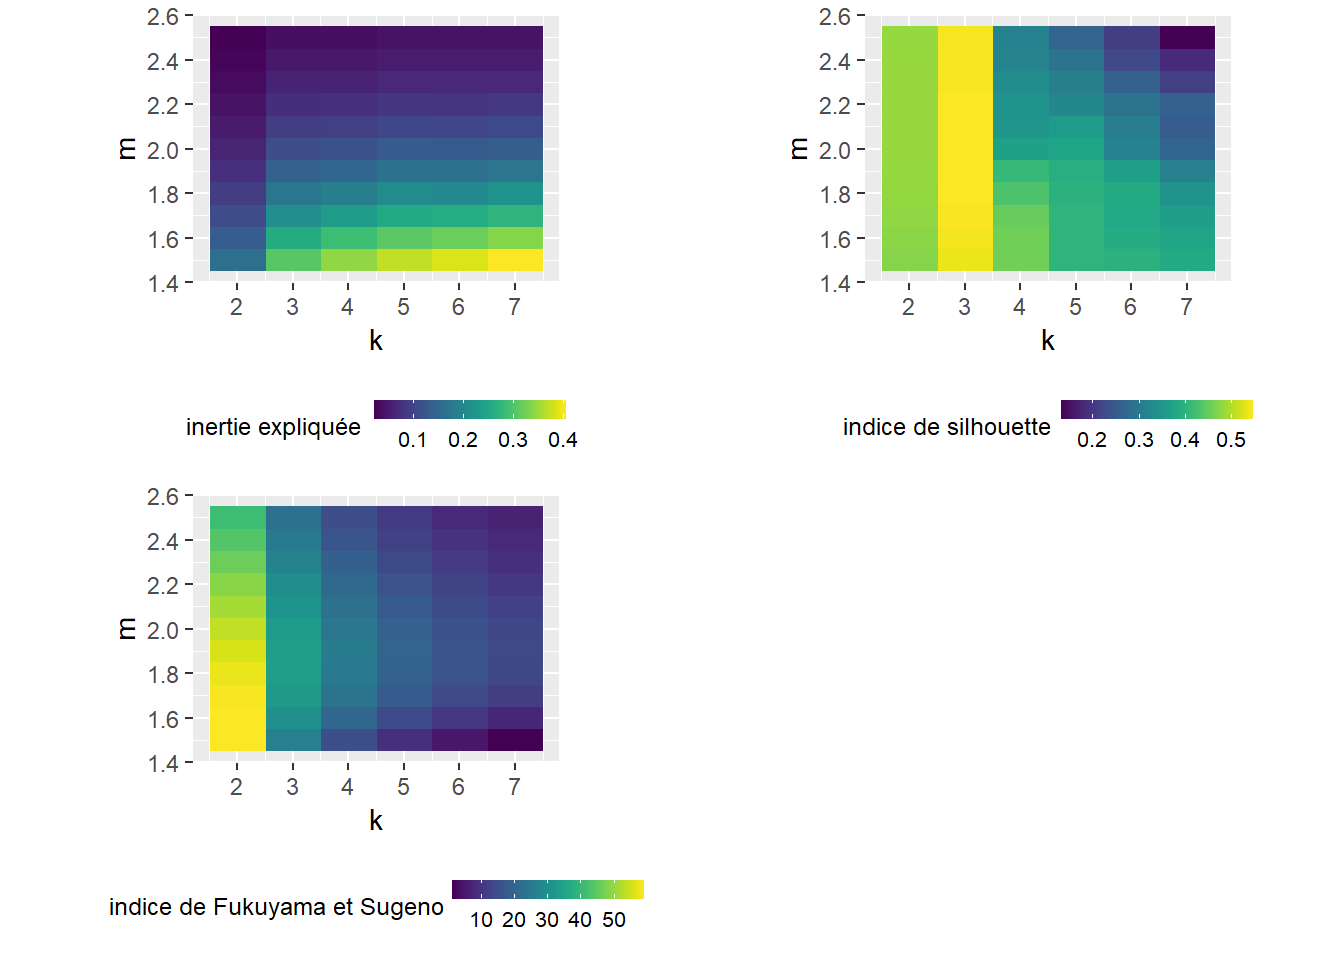 2.6
2.4
2.2
2.0
1.8
1.6
1.4
m
2 3 4 5 6 7
k
inertie expliquée
0.1 0.2 0.3 0.4
2.6
2.4
2.2
2.0
1.8
1.6
1.4
m
2 3 4 5 6 7
k
indice de silhouette
0.2 0.3 0.4 0.5
2.6
2.4
2.2
2.0
1.8
1.6
1.4
m
2 3 4 5 6 7
k
indice de Fukuyama et Sugeno
10 20 30 40 50